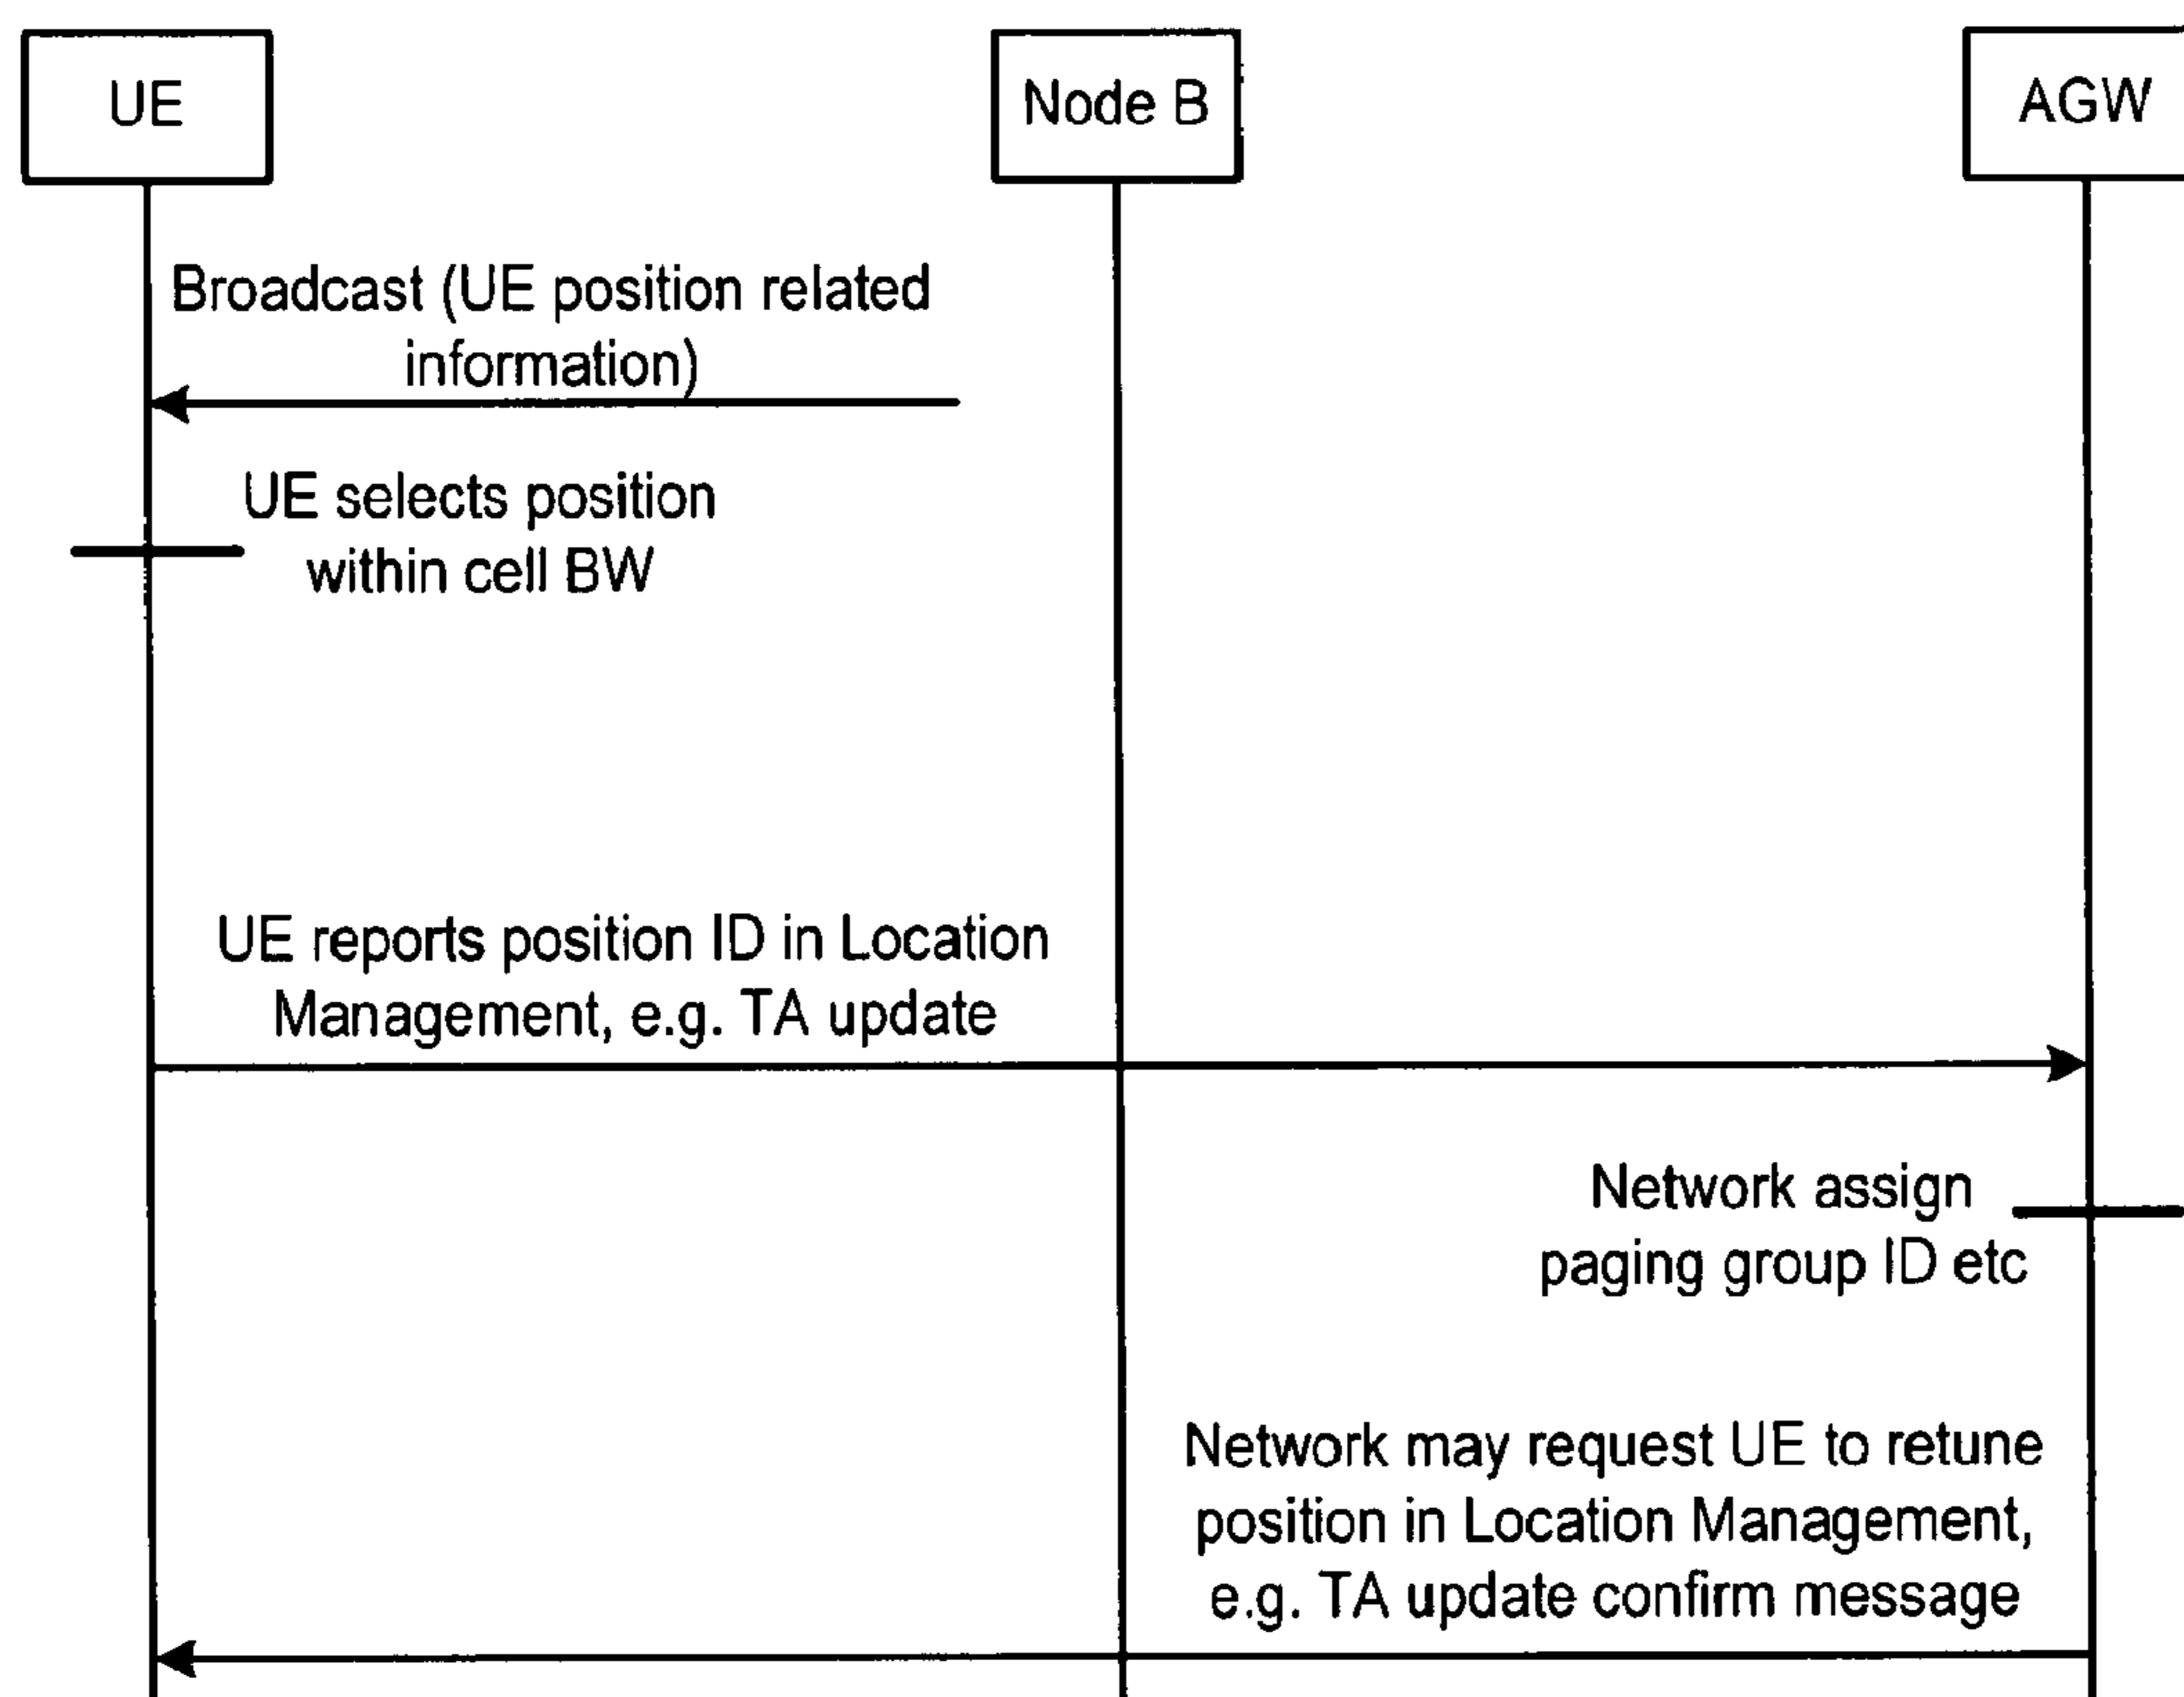 UE
Node B
AGW
Broadcast (UE position related
information)
UE selects position
within cell BW
UE reports position ID in Location
Management, e.g. TA update
Network assign
paging group ID etc
Network may request UE to retune
position in Location Management,
e.g. TA update confirm message